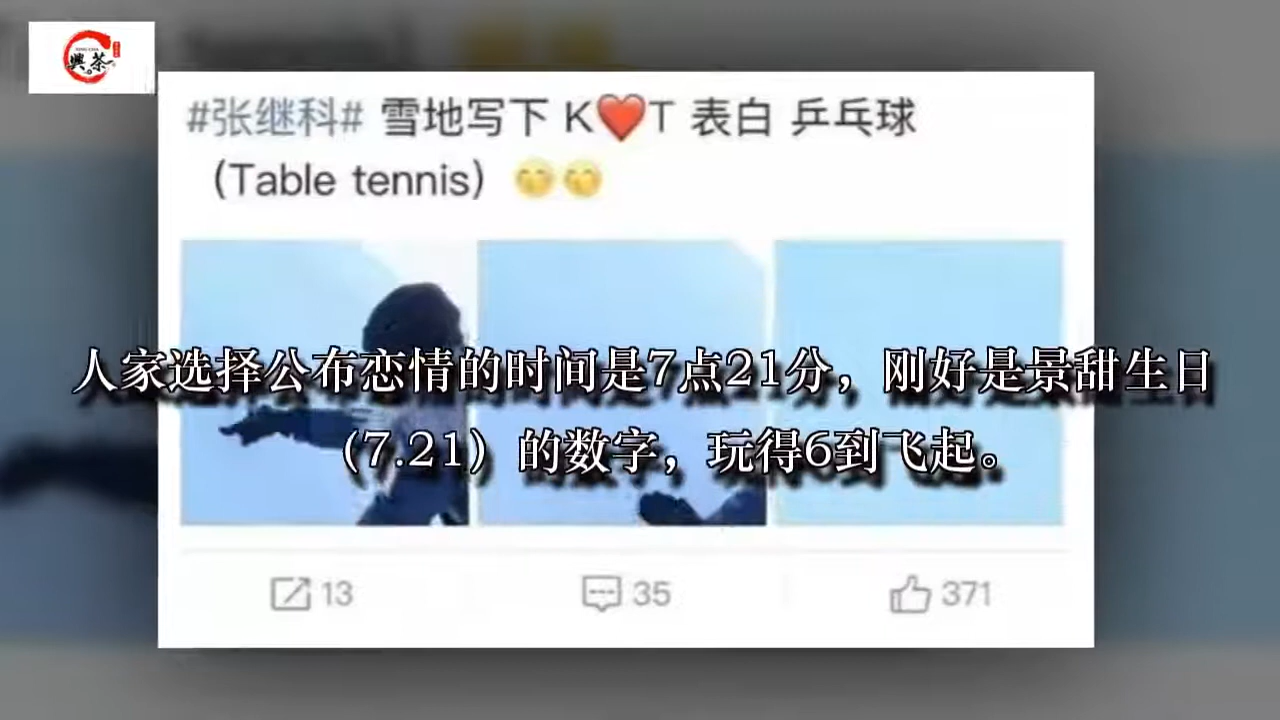 興茶
#张继科# 雪地写下 K❤️T 表白 乒乓球
（Table tennis）🤭🤭
人家选择公布恋情的时间是7点21分，刚好是景甜生日
（7.21）的数字，玩得6到飞起。
13
35
371